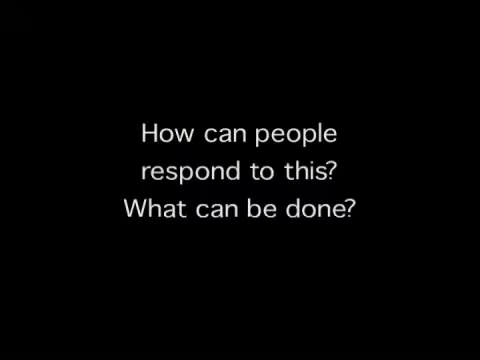 How can people
respond to this?
What can be done?